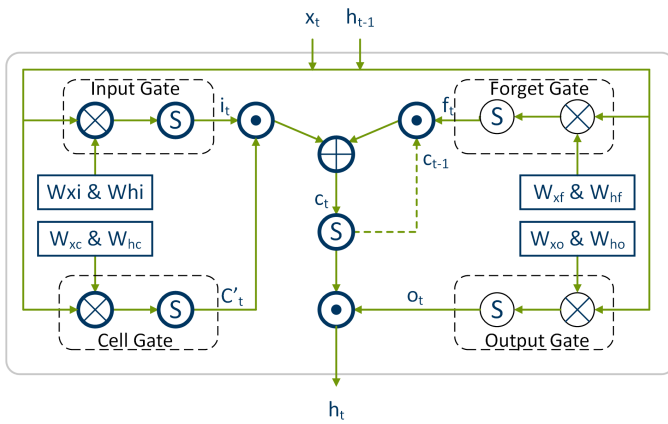 xt ht-1
Input Gate
Forget Gate
S it ft S
ct-1
Wxi & Whi
Wxf & Whf
ct
Wxc & Whc
S
Wxo & Who
S C't ot S
Cell Gate
Output Gate
ht